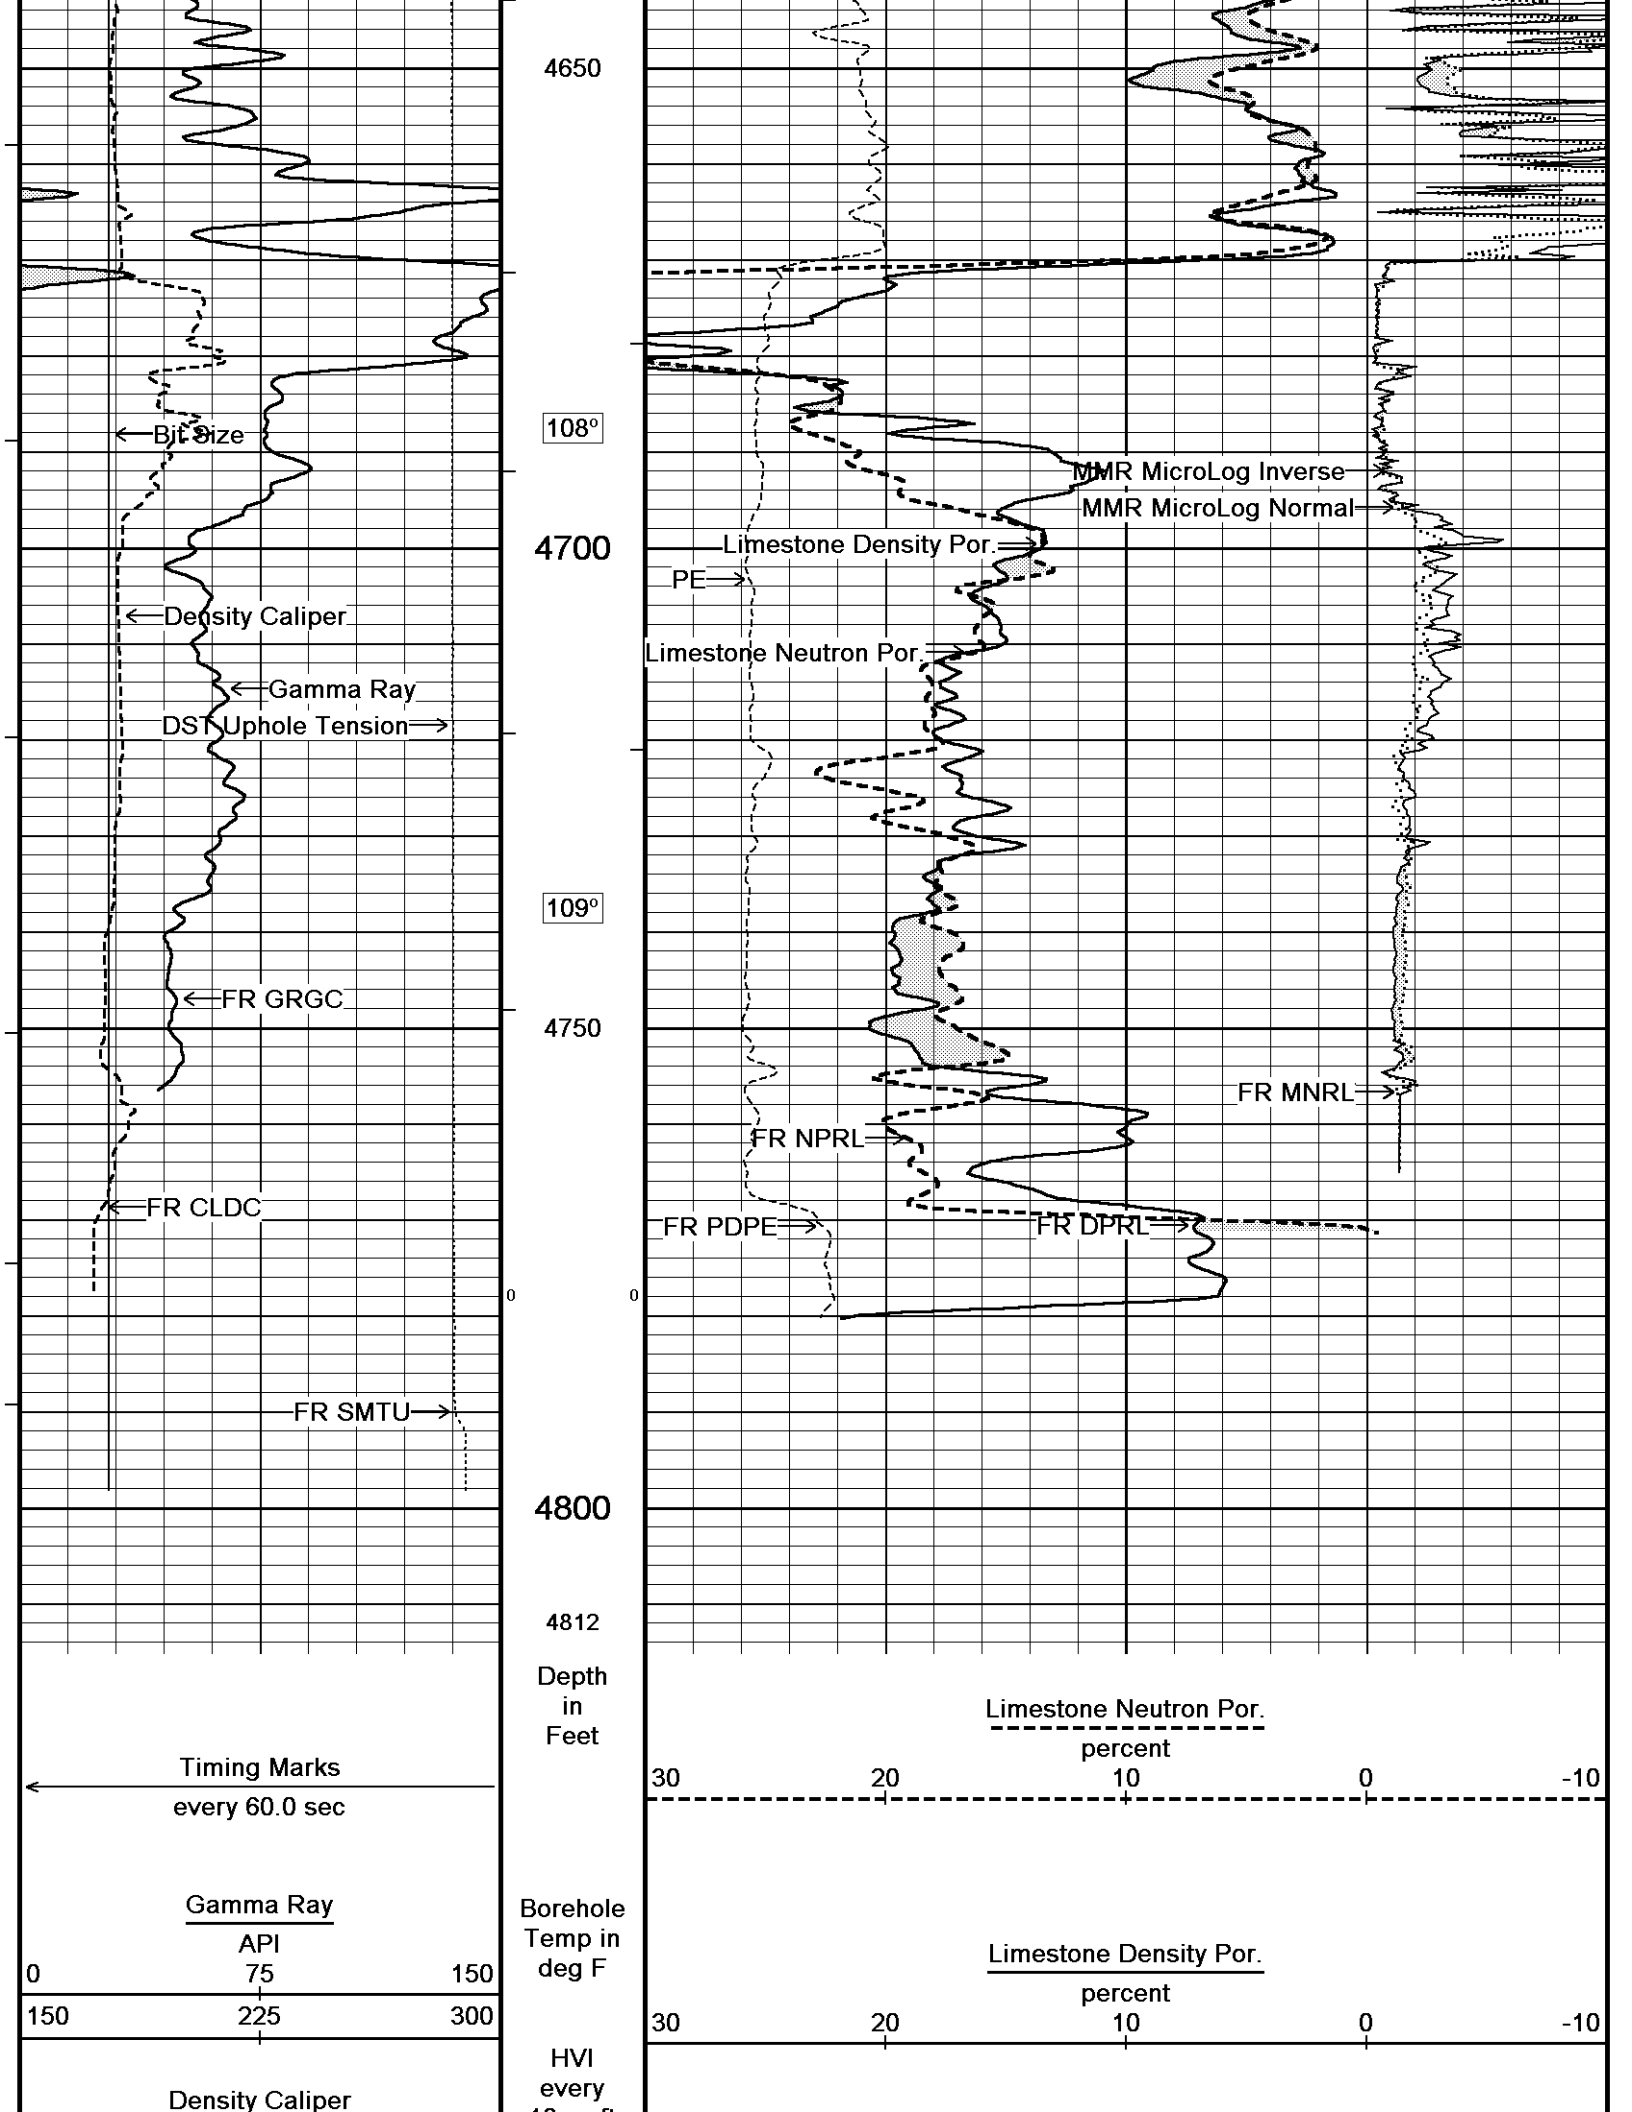 4650
108°
Bit Size
MMR MicroLog Inverse
MMR MicroLog Normal
4700
Limestone Density Por.
PE
Density Caliper
Limestone Neutron Por.
Gamma Ray
DST Uphole Tension
109°
FR GRGC
4750
FR MNRL
FR NPRL
FR CLDC
FR PDPE
FR DPRL
0
0
FR SMTU
4800
4812
Depth
in
Feet
Limestone Neutron Por.
percent
30 20 10 0 -10
Timing Marks
every 60.0 sec
Gamma Ray
API
0 75 150
150 225 300
Borehole
Temp in
deg F
Limestone Density Por.
percent
30 20 10 0 -10
HVI
every
Density Caliper